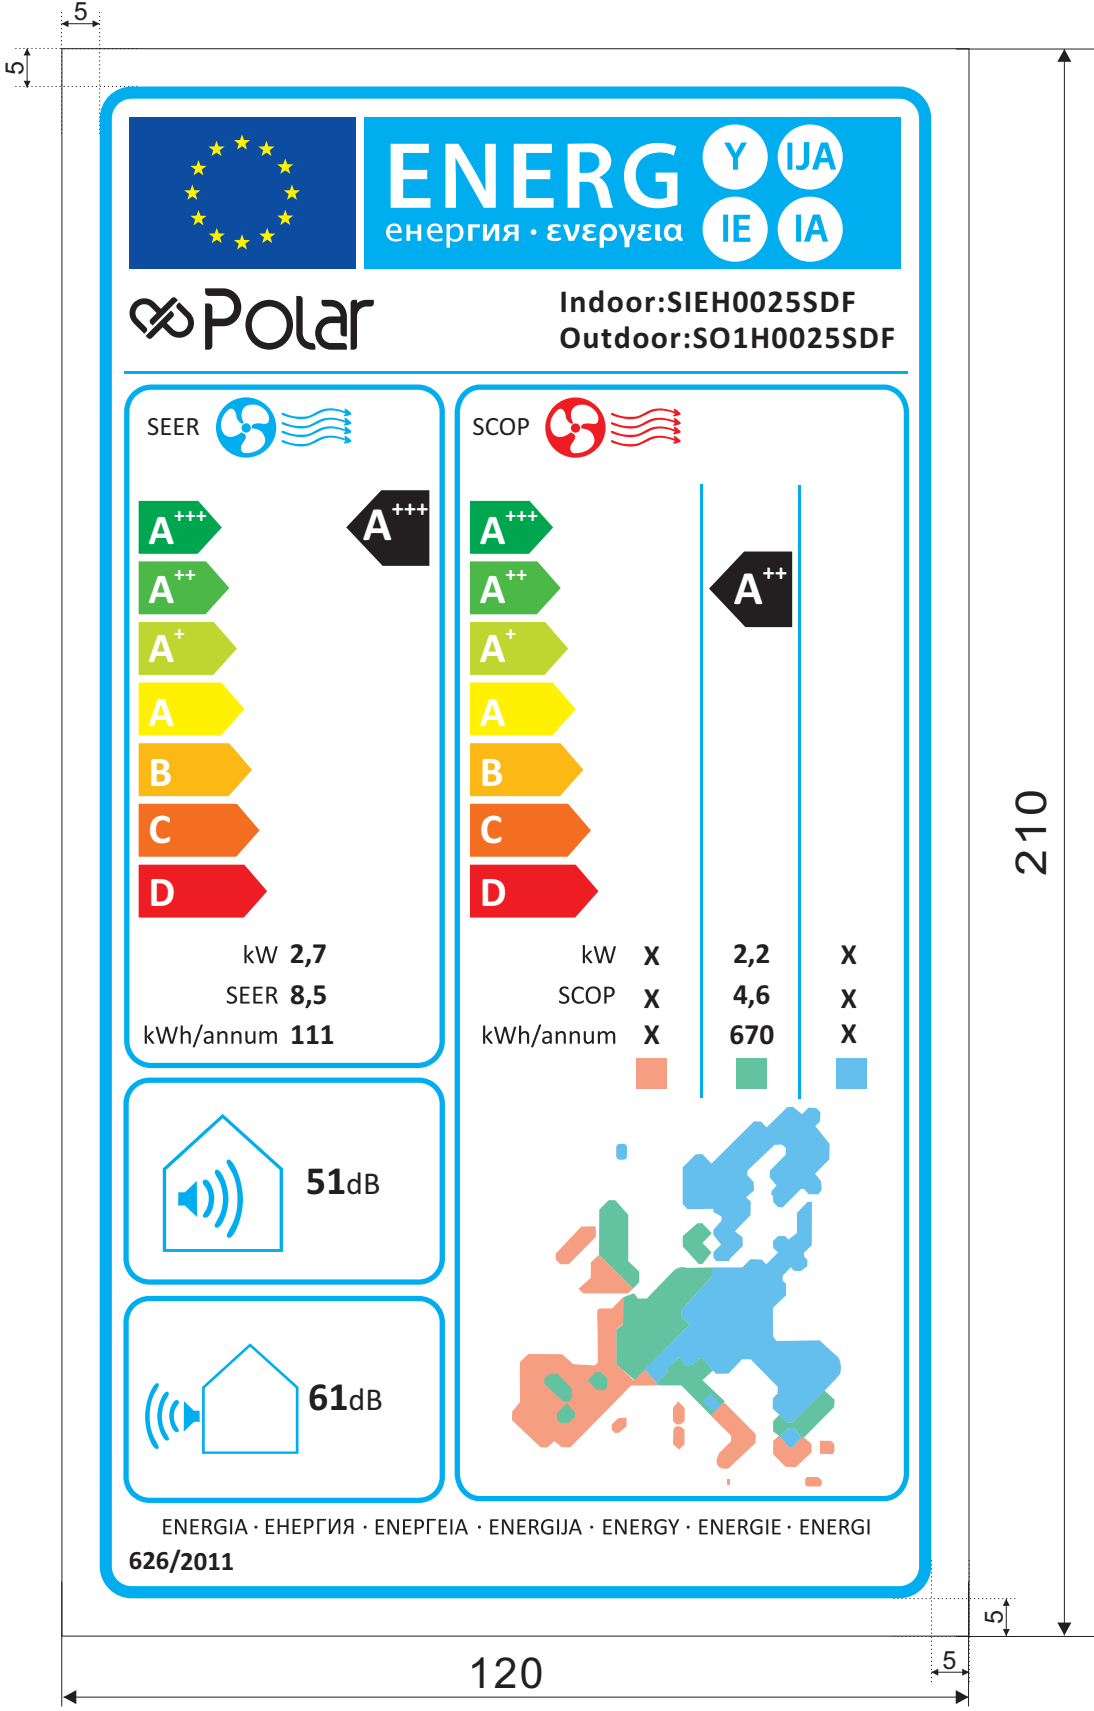 5
5
ENERG Y IJA
енергия · ενεργεια IE IA
Polar
Indoor:SIEH0025SDF
Outdoor:SO1H0025SDF
SEER
A+++
A+++
A++
A+
A
B
C
D
kW 2,7
SEER 8,5
kWh/annum 111
SCOP
A+++
A++
A++
A+
A
B
C
D
kW X 2,2 X
SCOP X 4,6 X
kWh/annum X 670 X
51dB
61dB
ENERGIA · ЕНЕРГИЯ · ΕΝΕΡΓΕΙΑ · ENERGIJA · ENERGY · ENERGIE · ENERGI
626/2011
210
5
5
120